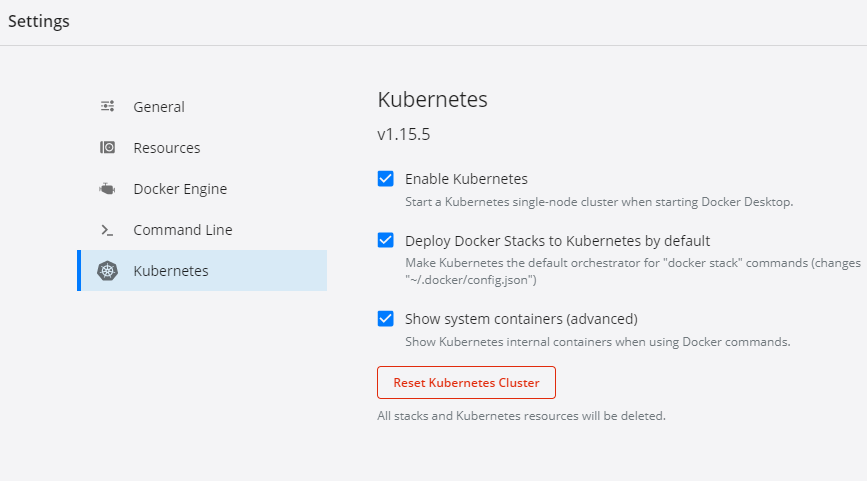 Settings
General
Resources
Docker Engine
Command Line
Kubernetes
Kubernetes
v1.15.5
Enable Kubernetes
Start a Kubernetes single-node cluster when starting Docker Desktop.
Deploy Docker Stacks to Kubernetes by default
Make Kubernetes the default orchestrator for "docker stack" commands (changes
"~/.docker/config.json")
Show system containers (advanced)
Show Kubernetes internal containers when using Docker commands.
Reset Kubernetes Cluster
All stacks and Kubernetes resources will be deleted.